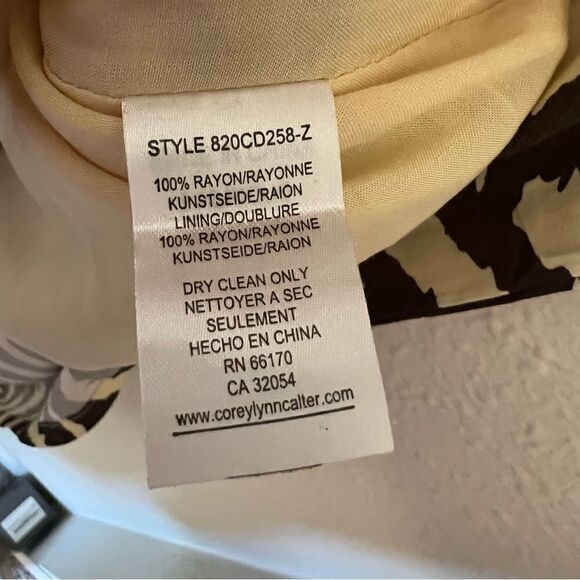 STYLE 820CD258-Z
100% RAYON/RAYONNE
KUNSTSEIDE/RAION
LINING/DOUBLURE
100% RAYON/RAYONNE
KUNSTSEIDE/RAION
DRY CLEAN ONLY
NETTOYER A SEC
SEULEMENT
HECHO EN CHINA
RN 66170
CA 32054
www.coreylynncalter.com